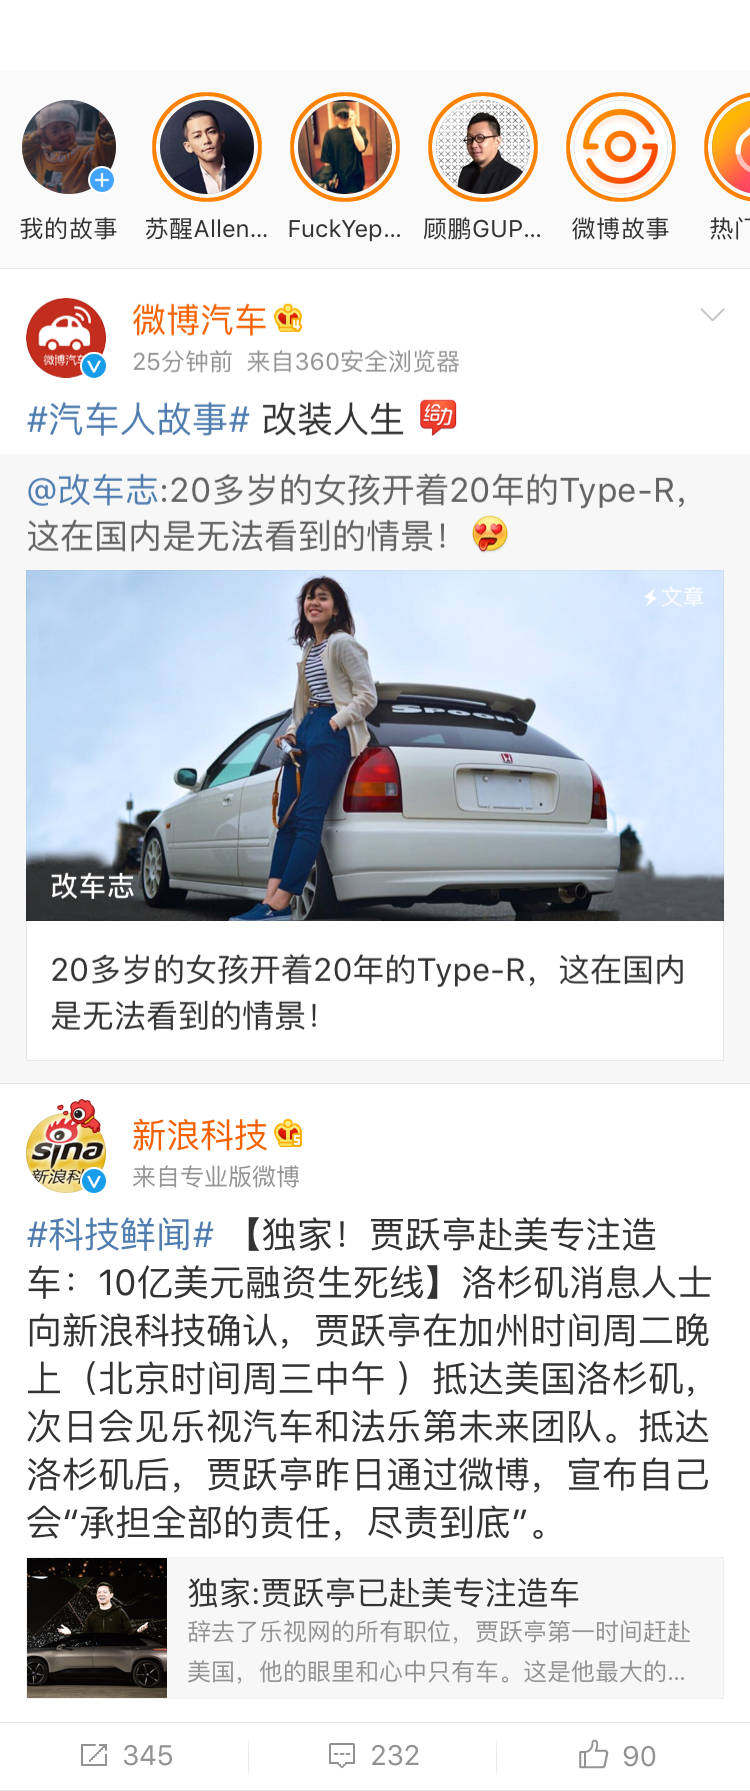 我的故事
苏醒Allen...
FuckYep...
顾鹏GUP...
微博故事
热门
微博汽车
微博汽车
25分钟前 来自360安全浏览器
#汽车人故事# 改装人生 给力
@改车志:20多岁的女孩开着20年的Type-R，
这在国内是无法看到的情景！
文章
SPOON
改车志
20多岁的女孩开着20年的Type-R，这在国内
是无法看到的情景！
sina
新浪科技
新浪科技
来自专业版微博
#科技鲜闻# 【独家！贾跃亭赴美专注造
车：10亿美元融资生死线】洛杉矶消息人士
向新浪科技确认，贾跃亭在加州时间周二晚
上（北京时间周三中午 ）抵达美国洛杉矶，
次日会见乐视汽车和法乐第未来团队。抵达
洛杉矶后，贾跃亭昨日通过微博，宣布自己
会“承担全部的责任，尽责到底”。
独家:贾跃亭已赴美专注造车
辞去了乐视网的所有职位，贾跃亭第一时间赶赴
美国，他的眼里和心中只有车。这是他最大的...
345
232
90